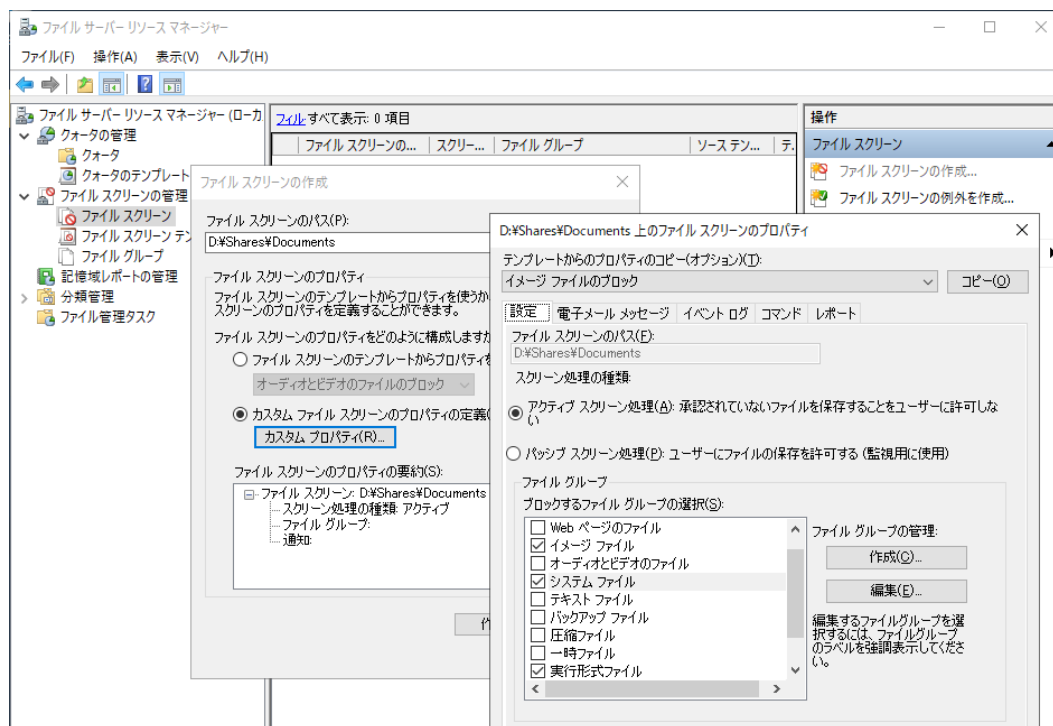 ファイル サーバー リソース マネージャー
ファイル(F) 操作(A) 表示(V) ヘルプ(H)
ファイル サーバー リソース マネージャー (ローカ
クォータの管理
クォータ
クォータのテンプレート
ファイル スクリーンの管理
ファイル スクリーン
ファイル スクリーン テン
ファイル グループ
記憶域レポートの管理
分類管理
ファイル管理タスク
フィル すべて表示: 0 項目
ファイル スクリーンの... スクリー... ファイル グループ ソース テン... テ.
操作
ファイル スクリーン
ファイル スクリーンの作成...
ファイル スクリーンの例外を作成...
ファイル スクリーンの作成
ファイル スクリーンのパス(P):
D:¥Shares¥Documents
ファイル スクリーンのプロパティ
ファイル スクリーンのテンプレートからプロパティを使うか
スクリーンのプロパティを定義することができます。
ファイル スクリーンのプロパティをどのように構成しますか
ファイル スクリーンのテンプレートからプロパティを
オーディオとビデオのファイルのブロック
カスタム ファイル スクリーンのプロパティの定義(
カスタム プロパティ(R)...
ファイル スクリーンのプロパティの要約(S):
ファイル スクリーン: D:¥Shares¥Documents
スクリーン処理の種類: アクティブ
ファイル グループ:
通知:
作
D:¥Shares¥Documents 上のファイル スクリーンのプロパティ
テンプレートからのプロパティのコピー(オプション)(T):
イメージ ファイルのブロック
コピー(O)
設定 電子メール メッセージ イベント ログ コマンド レポート
ファイル スクリーンのパス(F):
D:¥Shares¥Documents
スクリーン処理の種類:
アクティブ スクリーン処理(A): 承認されていないファイルを保存することをユーザーに許可しな
い
パッシブ スクリーン処理(P): ユーザーにファイルの保存を許可する (監視用に使用)
ファイル グループ
ブロックするファイル グループの選択(S):
Web ページのファイル
イメージ ファイル
オーディオとビデオのファイル
システム ファイル
テキスト ファイル
バックアップ ファイル
圧縮ファイル
一時ファイル
実行形式ファイル
ファイル グループの管理:
作成(C)...
編集(E)...
編集するファイルグループを選
択するには、ファイルグループ
のラベルを強調表示してくださ
い。